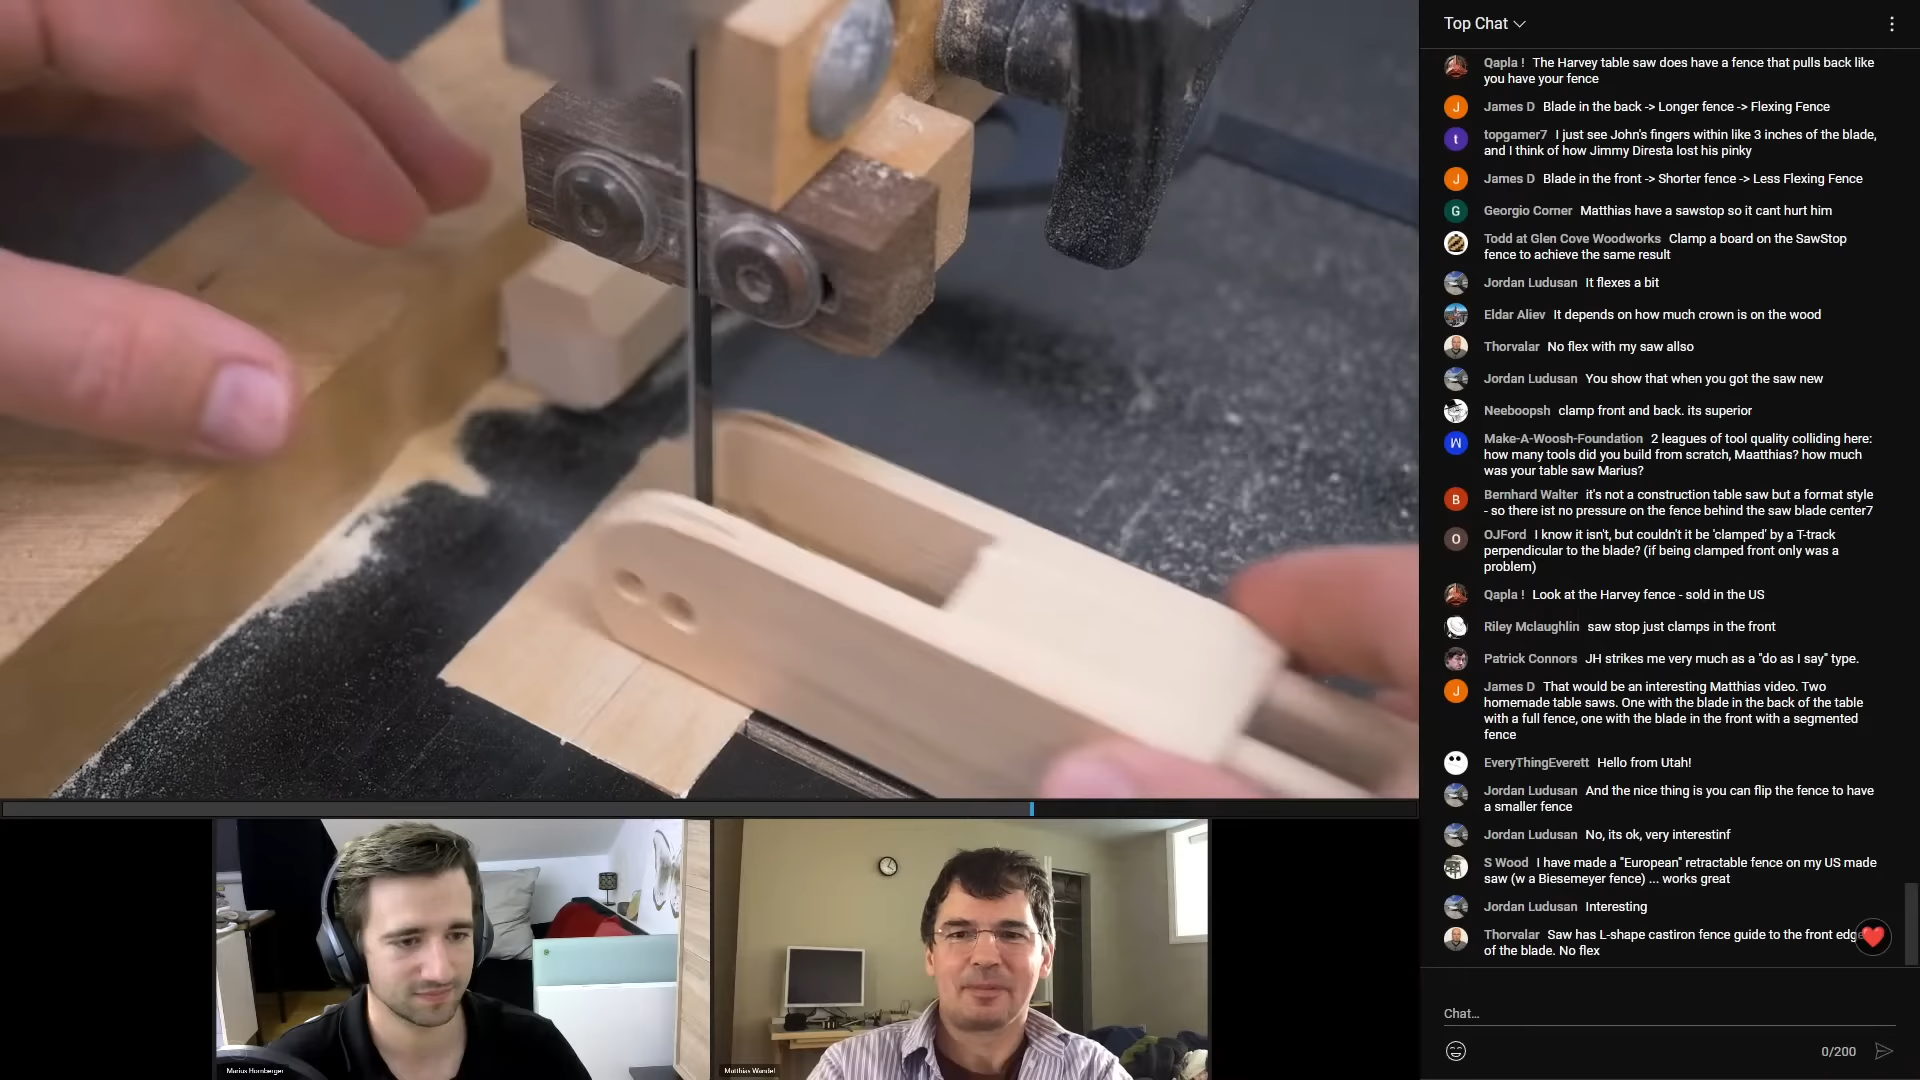 Top Chat
Qapla ! The Harvey table saw does have a fence that pulls back like
you have your fence
J
James D Blade in the back -> Longer fence -> Flexing Fence
t
topgamer7 I just see John's fingers within like 3 inches of the blade,
and I think of how Jimmy Diresta lost his pinky
J
James D Blade in the front -> Shorter fence -> Less Flexing Fence
G
Georgio Corner Matthias have a sawstop so it cant hurt him
Todd at Glen Cove Woodworks Clamp a board on the SawStop
fence to achieve the same result
Jordan Ludusan It flexes a bit
Eldar Aliev It depends on how much crown is on the wood
Thorvalar No flex with my saw allso
Jordan Ludusan You show that when you got the saw new
Neeboopsh clamp front and back. its superior
Make-A-Woosh-Foundation 2 leagues of tool quality colliding here:
how many tools did you build from scratch, Maatthias? how much
was your table saw Marius?
B
Bernhard Walter it's not a construction table saw but a format style
- so there ist no pressure on the fence behind the saw blade center7
O
OJFord I know it isn't, but couldn't it be 'clamped' by a T-track
perpendicular to the blade? (if being clamped front only was a
problem)
Qapla ! Look at the Harvey fence - sold in the US
Riley Mclaughlin saw stop just clamps in the front
Patrick Connors JH strikes me very much as a "do as I say" type.
J
James D That would be an interesting Matthias video. Two
homemade table saws. One with the blade in the back of the table
with a full fence, one with the blade in the front with a segmented
fence
EveryThingEverett Hello from Utah!
Jordan Ludusan And the nice thing is you can flip the fence to have
a smaller fence
Jordan Ludusan No, its ok, very interestinf
S Wood I have made a "European" retractable fence on my US made
saw (w a Biesemeyer fence) ... works great
Jordan Ludusan Interesting
Thorvalar Saw has L-shape castiron fence guide to the front edge
of the blade. No flex
Chat...
0/200
Marius Hornberger
Matthias Wandel